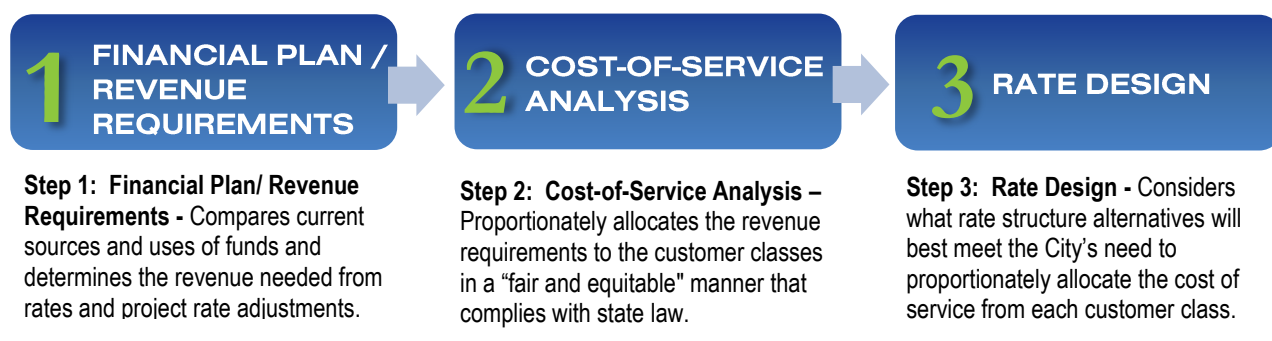 1
FINANCIAL PLAN /
REVENUE
REQUIREMENTS
2
COST-OF-SERVICE
ANALYSIS
3
RATE DESIGN
Step 1:  Financial Plan/ Revenue
Requirements - Compares current
sources and uses of funds and
determines the revenue needed from
rates and project rate adjustments.
Step 2:  Cost-of-Service Analysis –
Proportionately allocates the revenue
requirements to the customer classes
in a “fair and equitable" manner that
complies with state law.
Step 3:  Rate Design - Considers
what rate structure alternatives will
best meet the City’s need to
proportionately allocate the cost of
service from each customer class.